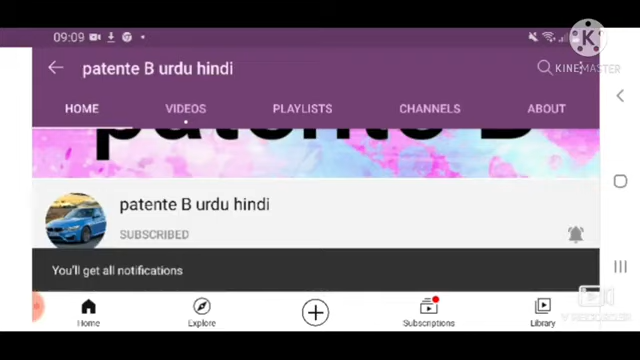 09:09
KINEMASTER
patente B urdu hindi
HOME VIDEOS PLAYLISTS CHANNELS ABOUT
patente B
patente B urdu hindi
SUBSCRIBED
You'll get all notifications
Home Explore Subscriptions Library
V RECORDER